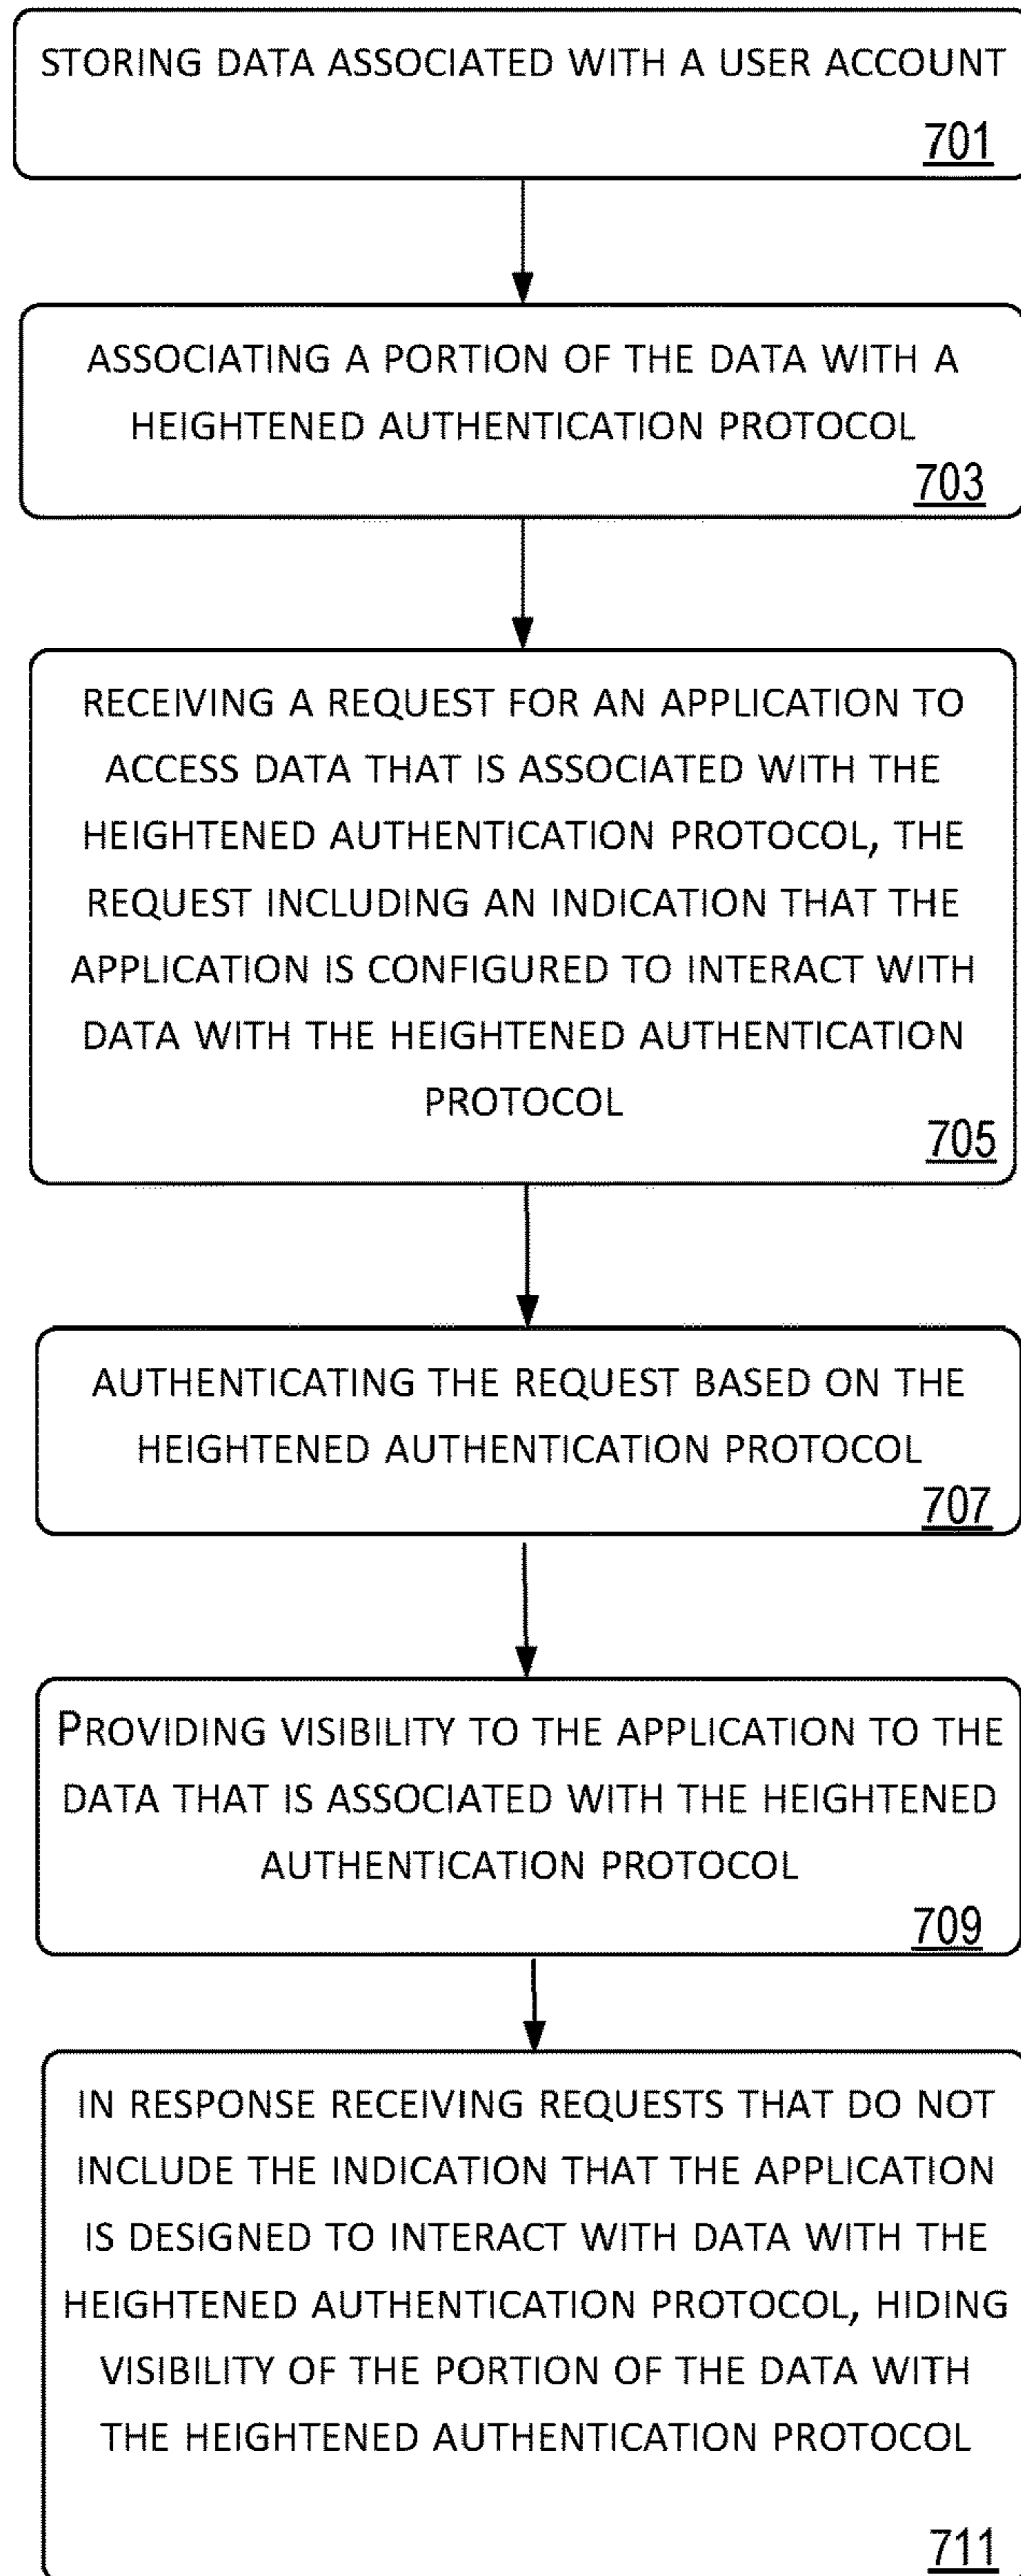 STORING DATA ASSOCIATED WITH A USER ACCOUNT
701
ASSOCIATING A PORTION OF THE DATA WITH A
HEIGHTENED AUTHENTICATION PROTOCOL
703
RECEIVING A REQUEST FOR AN APPLICATION TO
ACCESS DATA THAT IS ASSOCIATED WITH THE
HEIGHTENED AUTHENTICATION PROTOCOL, THE
REQUEST INCLUDING AN INDICATION THAT THE
APPLICATION IS CONFIGURED TO INTERACT WITH
DATA WITH THE HEIGHTENED AUTHENTICATION
PROTOCOL
705
AUTHENTICATING THE REQUEST BASED ON THE
HEIGHTENED AUTHENTICATION PROTOCOL
707
PROVIDING VISIBILITY TO THE APPLICATION TO THE
DATA THAT IS ASSOCIATED WITH THE HEIGHTENED
AUTHENTICATION PROTOCOL
709
IN RESPONSE RECEIVING REQUESTS THAT DO NOT
INCLUDE THE INDICATION THAT THE APPLICATION
IS DESIGNED TO INTERACT WITH DATA WITH THE
HEIGHTENED AUTHENTICATION PROTOCOL, HIDING
VISIBILITY OF THE PORTION OF THE DATA WITH
THE HEIGHTENED AUTHENTICATION PROTOCOL
711